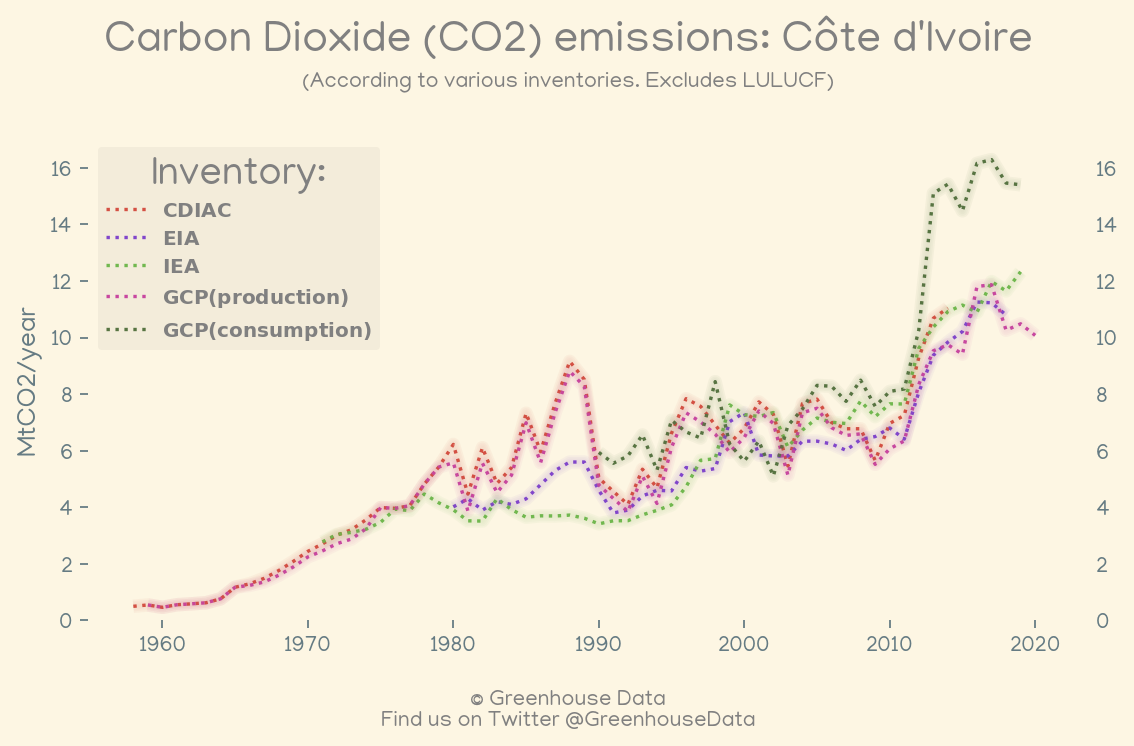 Carbon Dioxide (CO2) emissions: Côte d'Ivoire
(According to various inventories. Excludes LULUCF)
Inventory:
CDIAC
EIA
IEA
GCP(production)
GCP(consumption)
MtCO2/year
16
14
12
10
8
6
4
2
0
16
14
12
10
8
6
4
2
0
1960 1970 1980 1990 2000 2010 2020
© Greenhouse Data
Find us on Twitter @GreenhouseData